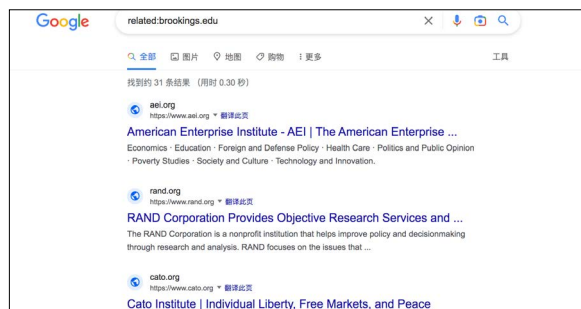 Google
related:brookings.edu
全部 图片 地图 购物 更多 工具
找到约 31 条结果 （用时 0.30 秒）
aei.org
https://www.aei.org 翻译此页
American Enterprise Institute - AEI | The American Enterprise ...
Economics · Education · Foreign and Defense Policy · Health Care · Politics and Public Opinion
· Poverty Studies · Society and Culture · Technology and Innovation.
rand.org
https://www.rand.org 翻译此页
RAND Corporation Provides Objective Research Services and ...
The RAND Corporation is a nonprofit institution that helps improve policy and decisionmaking
through research and analysis. RAND focuses on the issues that ...
cato.org
https://www.cato.org 翻译此页
Cato Institute | Individual Liberty, Free Markets, and Peace